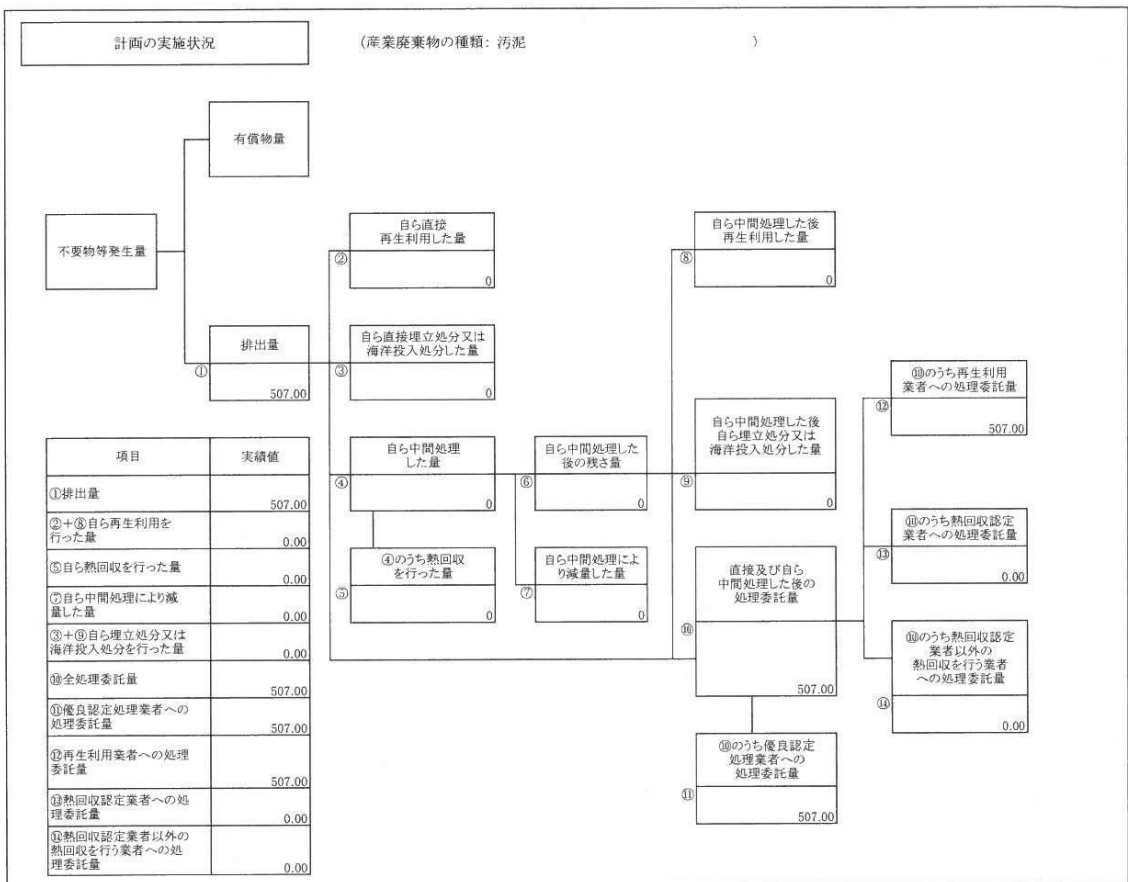 計画の実施状況
(産業廃棄物の種類: 汚泥 )
有償物量
不要物等発生量
排出量
①
507.00
自ら直接
再生利用した量
②
0
自ら直接埋立処分又は
海洋投入処分した量
③
0
自ら中間処理
した量
④
0
④のうち熱回収
を行った量
⑤
0
自ら中間処理した
後の残さ量
⑥
0
自ら中間処理によ
り減量した量
⑦
0
自ら中間処理した後
再生利用した量
⑧
0
自ら中間処理した後
自ら埋立処分又は
海洋投入処分した量
⑨
0
直接及び自ら
中間処理した後の
処理委託量
⑩
507.00
⑩のうち優良認定
処理業者への
処理委託量
⑪
507.00
⑩のうち再生利用
業者への処理委託量
⑫
507.00
⑩のうち熱回収認定
業者への処理委託量
⑬
0.00
⑩のうち熱回収認定
業者以外の
熱回収を行う業者
への処理委託量
⑭
0.00
項目 実績値
①排出量
507.00
②+⑧自ら再生利用を
行った量 0.00
⑤自ら熱回収を行った量
0.00
⑦自ら中間処理により減
量した量 0.00
③+⑨自ら埋立処分又は
海洋投入処分を行った量 0.00
⑩全処理委託量
507.00
⑪優良認定処理業者への
処理委託量 507.00
⑫再生利用業者への処理
委託量
507.00
⑬熱回収認定業者への処
理委託量 0.00
⑭熱回収認定業者以外の
熱回収を行う業者への処
理委託量 0.00